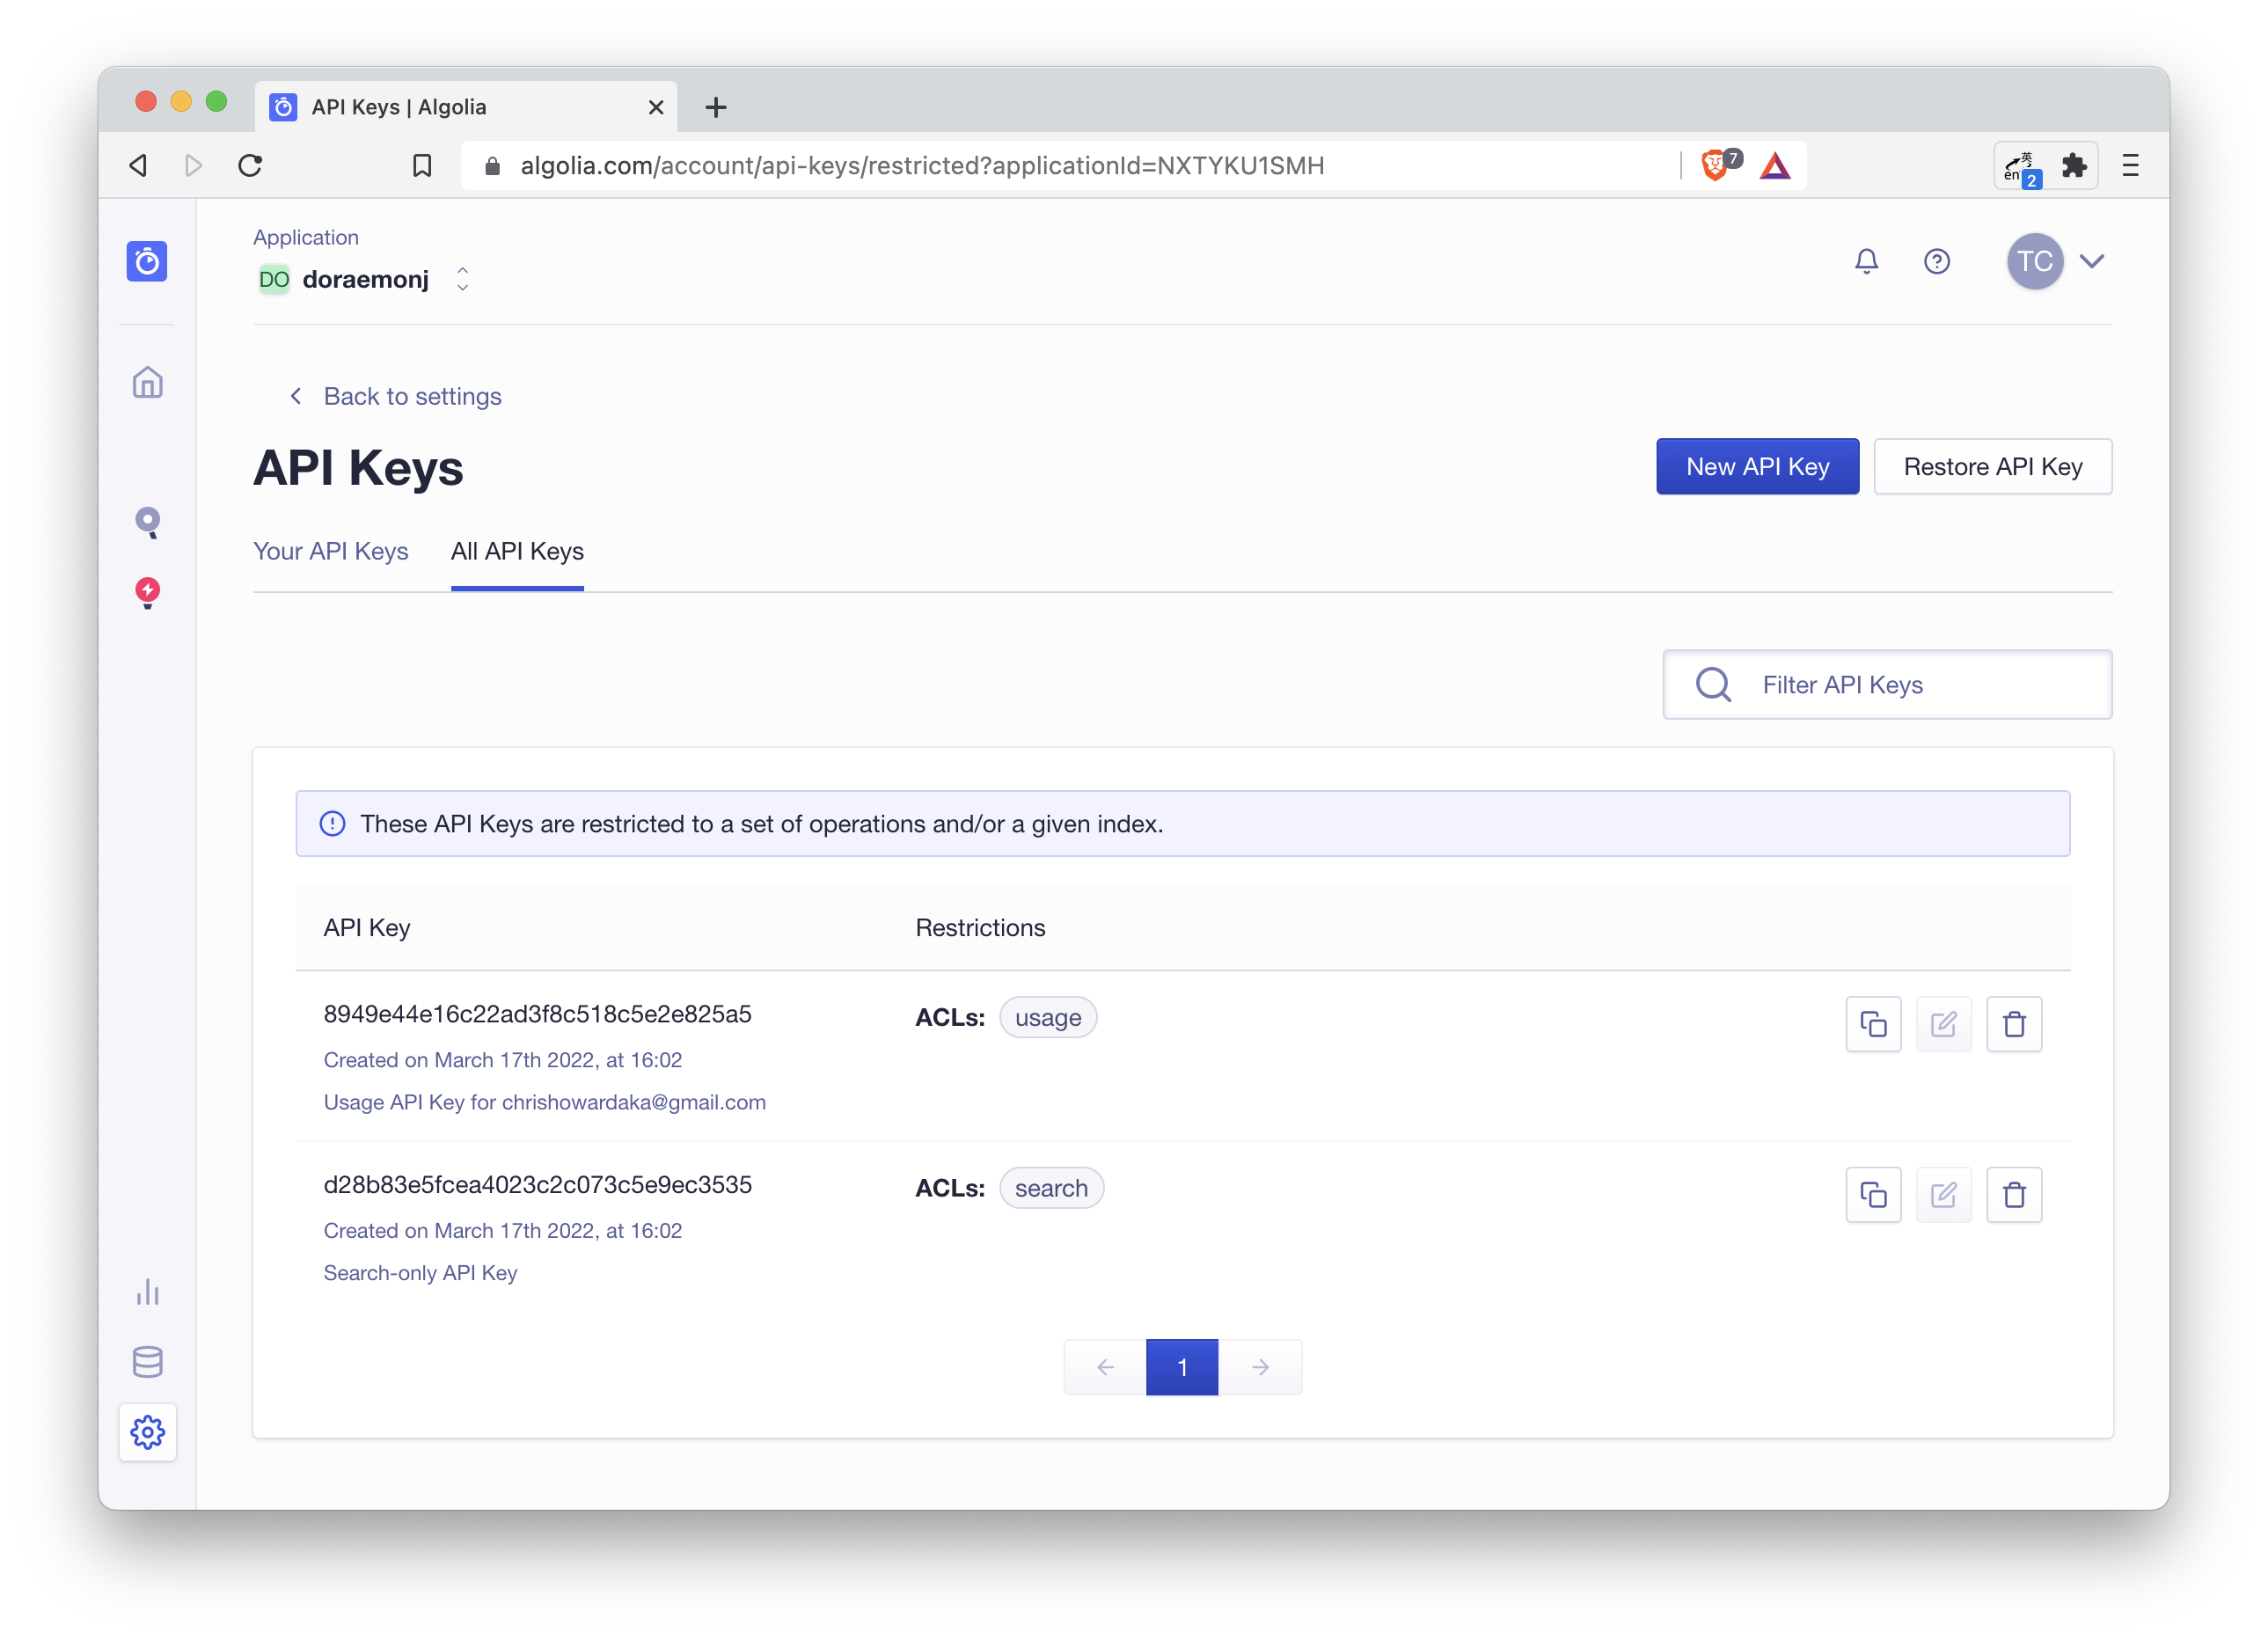 API Keys | Algolia
algolia.com/account/api-keys/restricted?applicationId=NXTYKU1SMH
7
英
en
2
Application
DO doraemonj
TC
Back to settings
API Keys
New API Key
Restore API Key
Your API Keys
All API Keys
Filter API Keys
These API Keys are restricted to a set of operations and/or a given index.
API Key
Restrictions
8949e44e16c22ad3f8c518c5e2e825a5
ACLs: usage
Created on March 17th 2022, at 16:02
Usage API Key for chrishowardaka@gmail.com
d28b83e5fcea4023c2c073c5e9ec3535
ACLs: search
Created on March 17th 2022, at 16:02
Search-only API Key
1